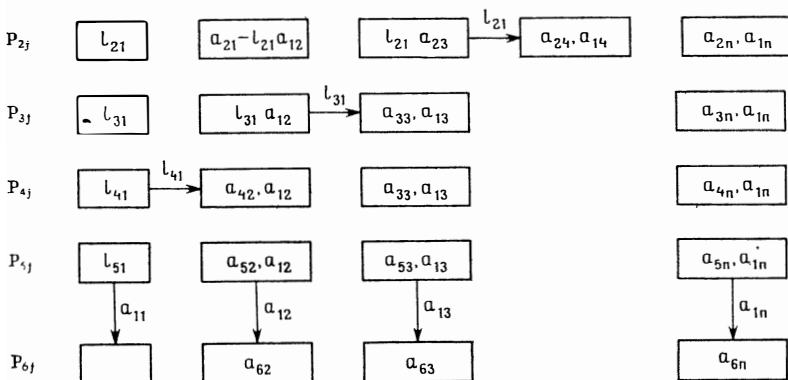 l₂₁
P₂ⱼ l₂₁ a₂₁−l₂₁a₁₂ l₂₁ a₂₃ a₂₄, a₁₄ a₂ₙ, a₁ₙ
l₃₁
P₃ⱼ l₃₁ l₃₁ a₁₂ a₃₃, a₁₃ a₃ₙ, a₁ₙ
l₄₁
P₄ⱼ l₄₁ a₄₂, a₁₂ a₃₃, a₁₃ a₄ₙ, a₁ₙ
P₅ⱼ l₅₁ a₅₂, a₁₂ a₅₃, a₁₃ a₅ₙ, a₁ₙ
a₁₁ a₁₂ a₁₃ a₁ₙ
P₆ⱼ a₆₂ a₆₃ a₆ₙ